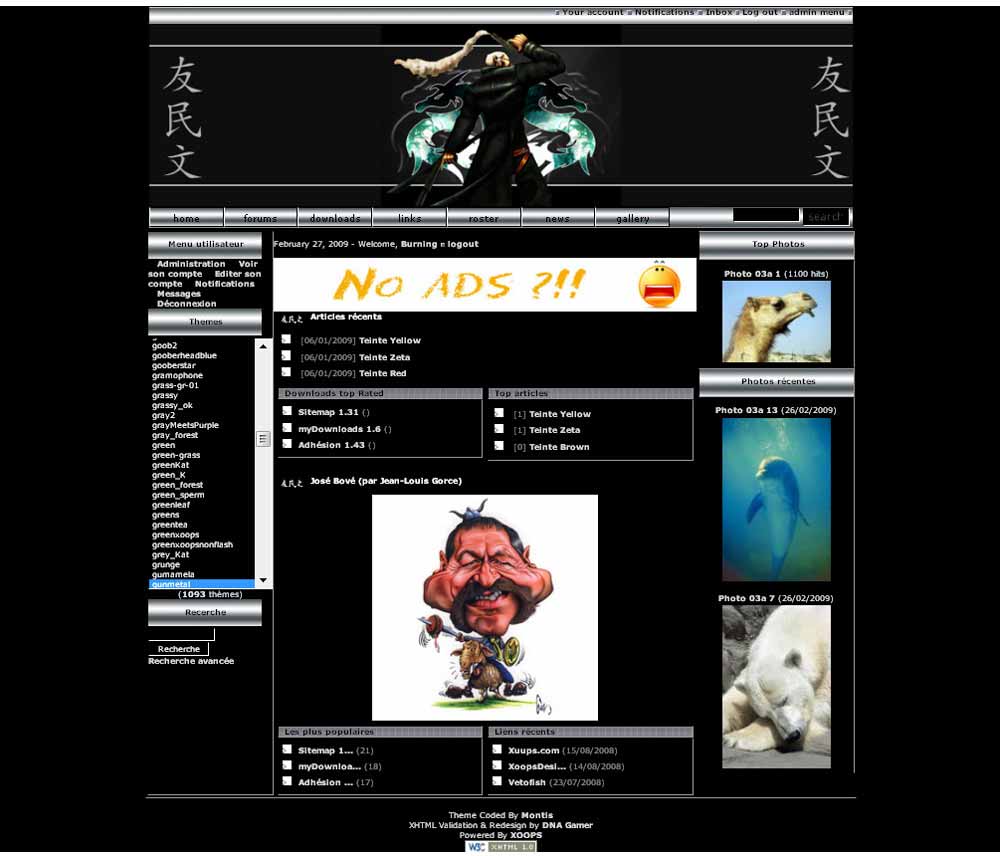 Your account Notifications Inbox Log out admin menu
友民文
友民文
home forums downloads links roster news gallery search
Menu utilisateur
Administration Voir
son compte Editer son
compte Notifications
Messages
Déconnexion
Themes
goob2
gooberheadblue
gooberstar
gramophone
grass-gr-01
grassy
grassy_ok
gray2
grayMeetsPurple
gray_forest
green
green-grass
greenKat
green_K
green_forest
green_sperm
greenleaf
greens
greentea
greenxoops
greenxoopsnonflash
grey_Kat
grunge
gumamela
gunmetal
(1093 thèmes)
Recerche
Recherche
Recherche avancée
February 27, 2009 - Welcome, Burning ¤ logout
No ADS ?!!
Articles récents
[06/01/2009] Teinte Yellow
[06/01/2009] Teinte Zeta
[06/01/2009] Teinte Red
Downloads top Rated
Sitemap 1.31 ()
myDownloads 1.6 ()
Adhésion 1.43 ()
Top articles
[1] Teinte Yellow
[1] Teinte Zeta
[0] Teinte Brown
José Bové (par Jean-Louis Gorce)
Les plus populaires
Sitemap 1... (21)
myDownloa... (18)
Adhésion ... (17)
Liens récents
Xuups.com (15/08/2008)
XoopsDesi... (14/08/2008)
Vetofish (23/07/2008)
Top Photos
Photo 03a 1 (1100 hits)
Photos récentes
Photo 03a 13 (26/02/2009)
Photo 03a 7 (26/02/2009)
Theme Coded By Montis
XHTML Validation & Redesign by DNA Gamer
Powered By XOOPS
W3C XHTML 1.0